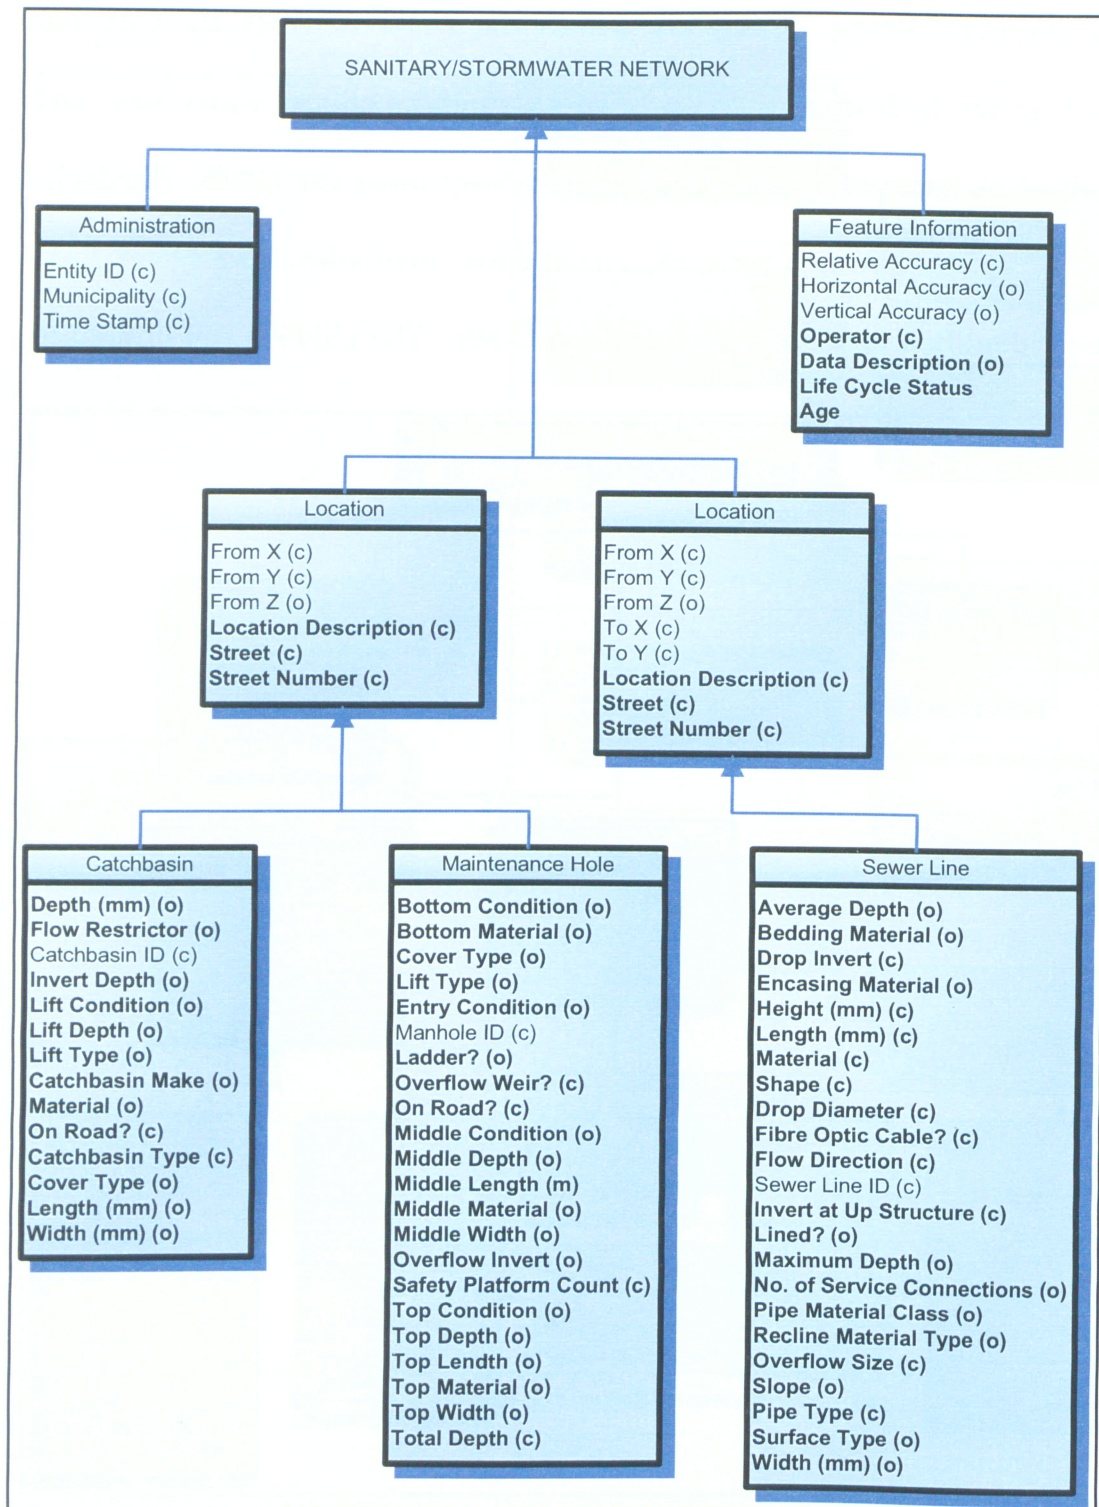 SANITARY/STORMWATER NETWORK
Administration
Entity ID (c)
Municipality (c)
Time Stamp (c)
Feature Information
Relative Accuracy (c)
Horizontal Accuracy (o)
Vertical Accuracy (o)
Operator (c)
Data Description (o)
Life Cycle Status
Age
Location
From X (c)
From Y (c)
From Z (o)
Location Description (c)
Street (c)
Street Number (c)
Location
From X (c)
From Y (c)
From Z (o)
To X (c)
To Y (c)
Location Description (c)
Street (c)
Street Number (c)
Catchbasin
Depth (mm) (o)
Flow Restrictor (o)
Catchbasin ID (c)
Invert Depth (o)
Lift Condition (o)
Lift Depth (o)
Lift Type (o)
Catchbasin Make (o)
Material (o)
On Road? (c)
Catchbasin Type (c)
Cover Type (o)
Length (mm) (o)
Width (mm) (o)
Maintenance Hole
Bottom Condition (o)
Bottom Material (o)
Cover Type (o)
Lift Type (o)
Entry Condition (o)
Manhole ID (c)
Ladder? (o)
Overflow Weir? (c)
On Road? (c)
Middle Condition (o)
Middle Depth (o)
Middle Length (m)
Middle Material (o)
Middle Width (o)
Overflow Invert (o)
Safety Platform Count (c)
Top Condition (o)
Top Depth (o)
Top Lendth (o)
Top Material (o)
Top Width (o)
Total Depth (c)
Sewer Line
Average Depth (o)
Bedding Material (o)
Drop Invert (c)
Encasing Material (o)
Height (mm) (c)
Length (mm) (c)
Material (c)
Shape (c)
Drop Diameter (c)
Fibre Optic Cable? (c)
Flow Direction (c)
Sewer Line ID (c)
Invert at Up Structure (c)
Lined? (o)
Maximum Depth (o)
No. of Service Connections (o)
Pipe Material Class (o)
Recline Material Type (o)
Overflow Size (c)
Slope (o)
Pipe Type (c)
Surface Type (o)
Width (mm) (o)